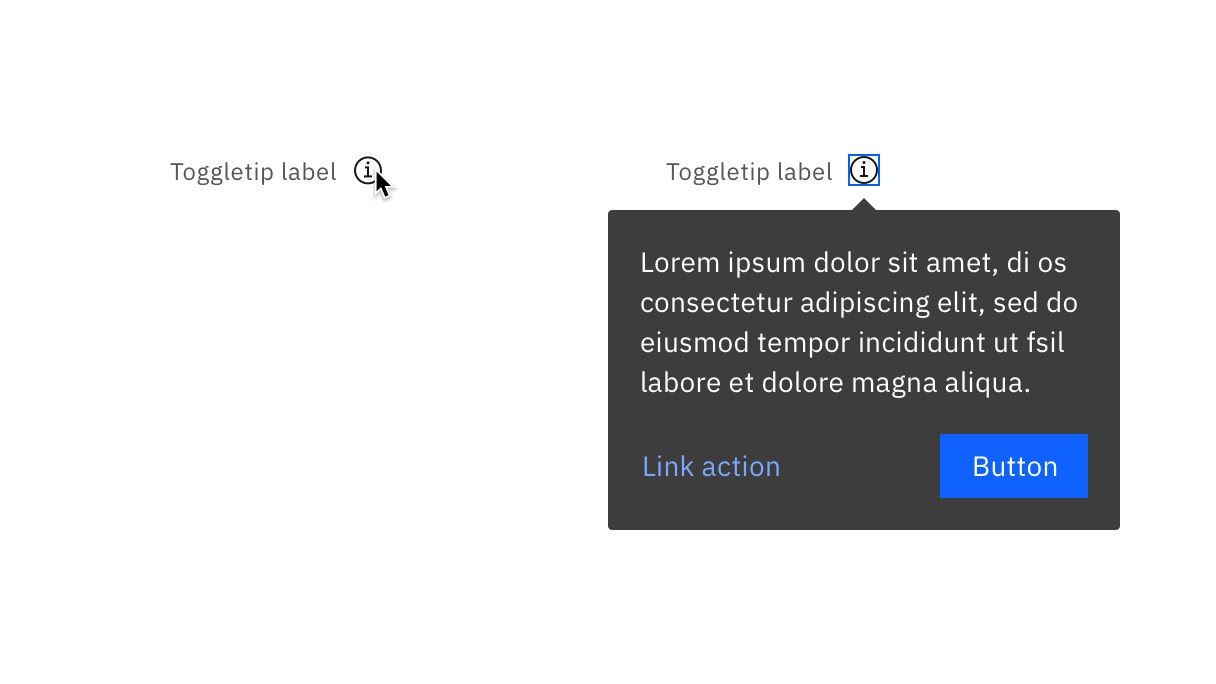 Toggletip label
Toggletip label
Lorem ipsum dolor sit amet, di os
consectetur adipiscing elit, sed do
eiusmod tempor incididunt ut fsil
labore et dolore magna aliqua.
Link action
Button